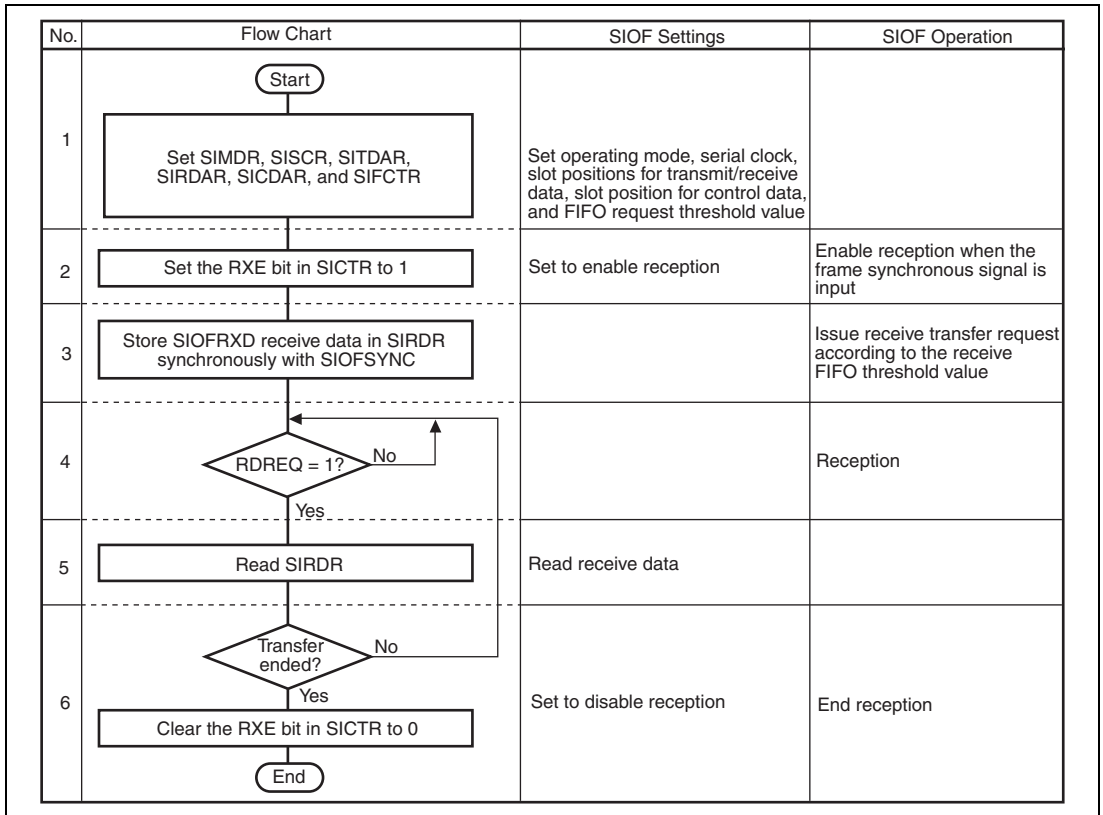 No.
Flow Chart
SIOF Settings
SIOF Operation
Start
1
Set SIMDR, SISCR, SITDAR,
SIRDAR, SICDAR, and SIFCTR
Set operating mode, serial clock,
slot positions for transmit/receive
data, slot position for control data,
and FIFO request threshold value
2
Set the RXE bit in SICTR to 1
Set to enable reception
Enable reception when the
frame synchronous signal is
input
3
Store SIOFRXD receive data in SIRDR
synchronously with SIOFSYNC
Issue receive transfer request
according to the receive
FIFO threshold value
4
RDREQ = 1?
No
Yes
Reception
5
Read SIRDR
Read receive data
6
Transfer
ended?
No
Yes
Clear the RXE bit in SICTR to 0
Set to disable reception
End reception
End